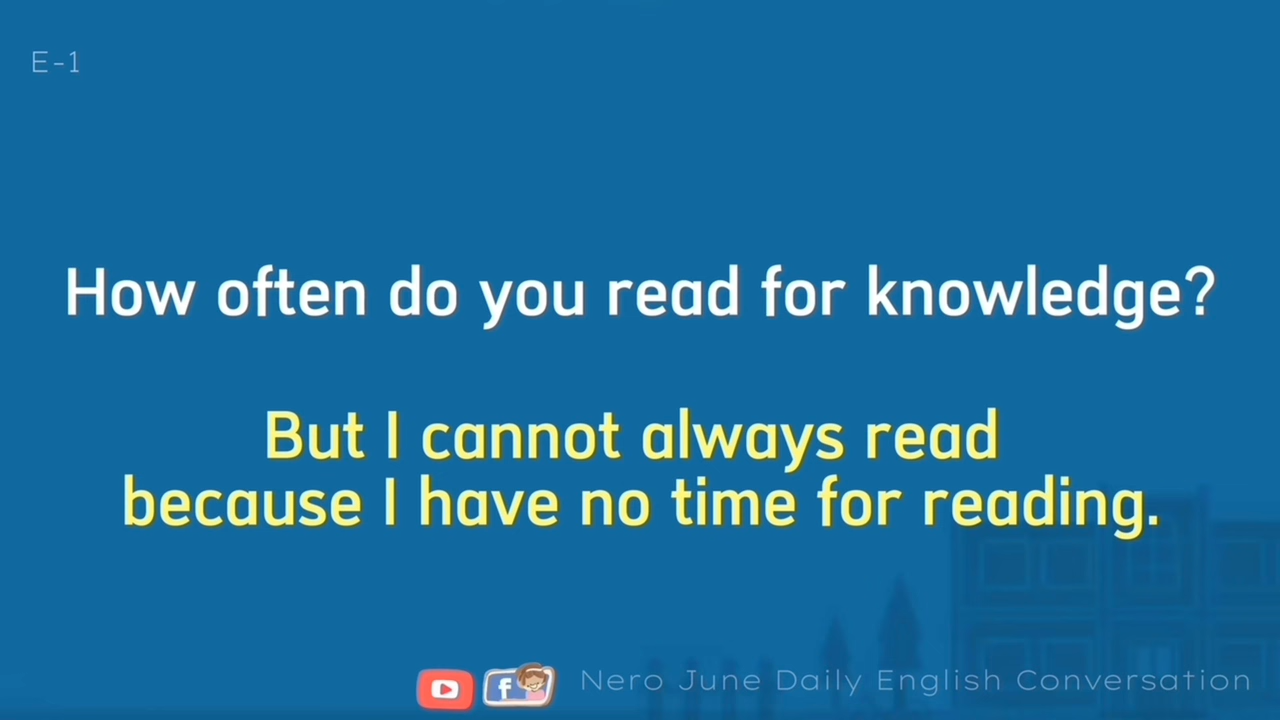 E-1
How often do you read for knowledge?
But I cannot always read
because I have no time for reading.
f
Nero June Daily English Conversation